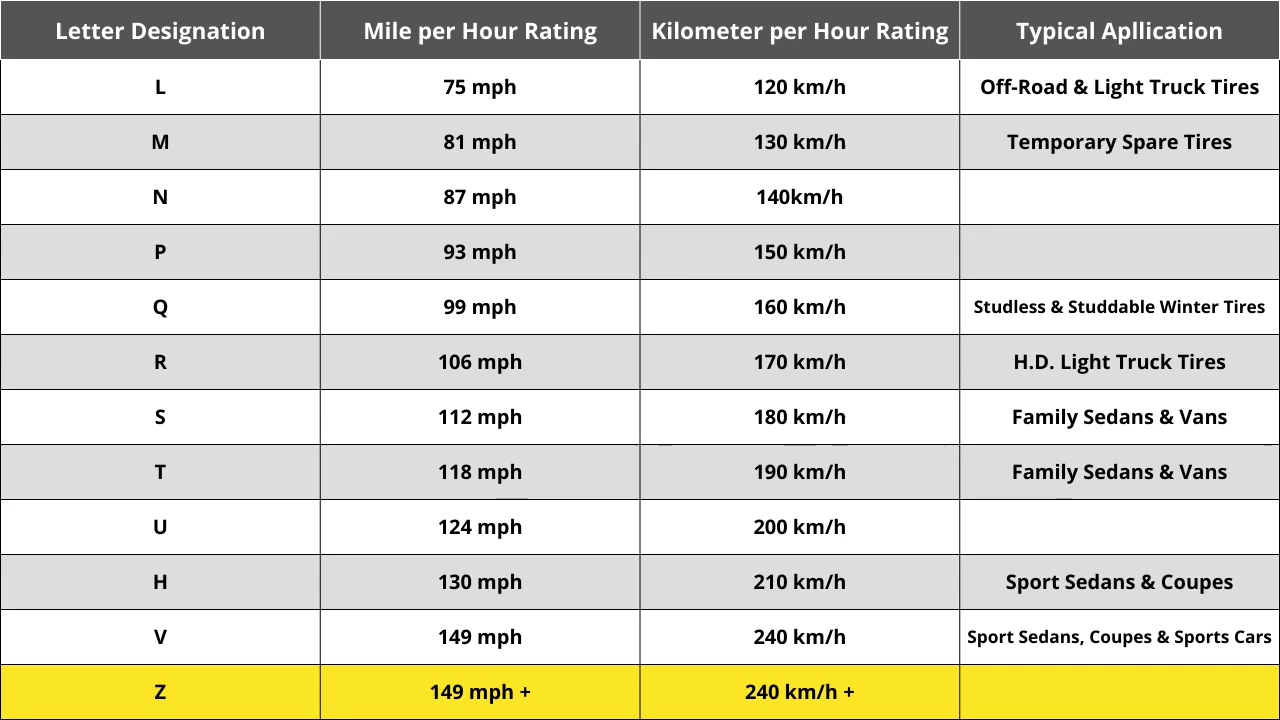 Letter Designation Mile per Hour Rating Kilometer per Hour Rating Typical Apllication
L 75 mph 120 km/h Off-Road & Light Truck Tires
M 81 mph 130 km/h Temporary Spare Tires
N 87 mph 140km/h
P 93 mph 150 km/h
Q 99 mph 160 km/h Studless & Studdable Winter Tires
R 106 mph 170 km/h H.D. Light Truck Tires
S 112 mph 180 km/h Family Sedans & Vans
T 118 mph 190 km/h Family Sedans & Vans
U 124 mph 200 km/h
H 130 mph 210 km/h Sport Sedans & Coupes
V 149 mph 240 km/h Sport Sedans, Coupes & Sports Cars
Z 149 mph + 240 km/h +